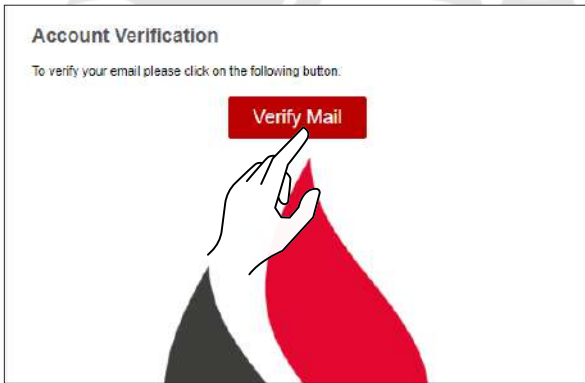 Account Verification
To verify your email please click on the following button.
Verify Mail